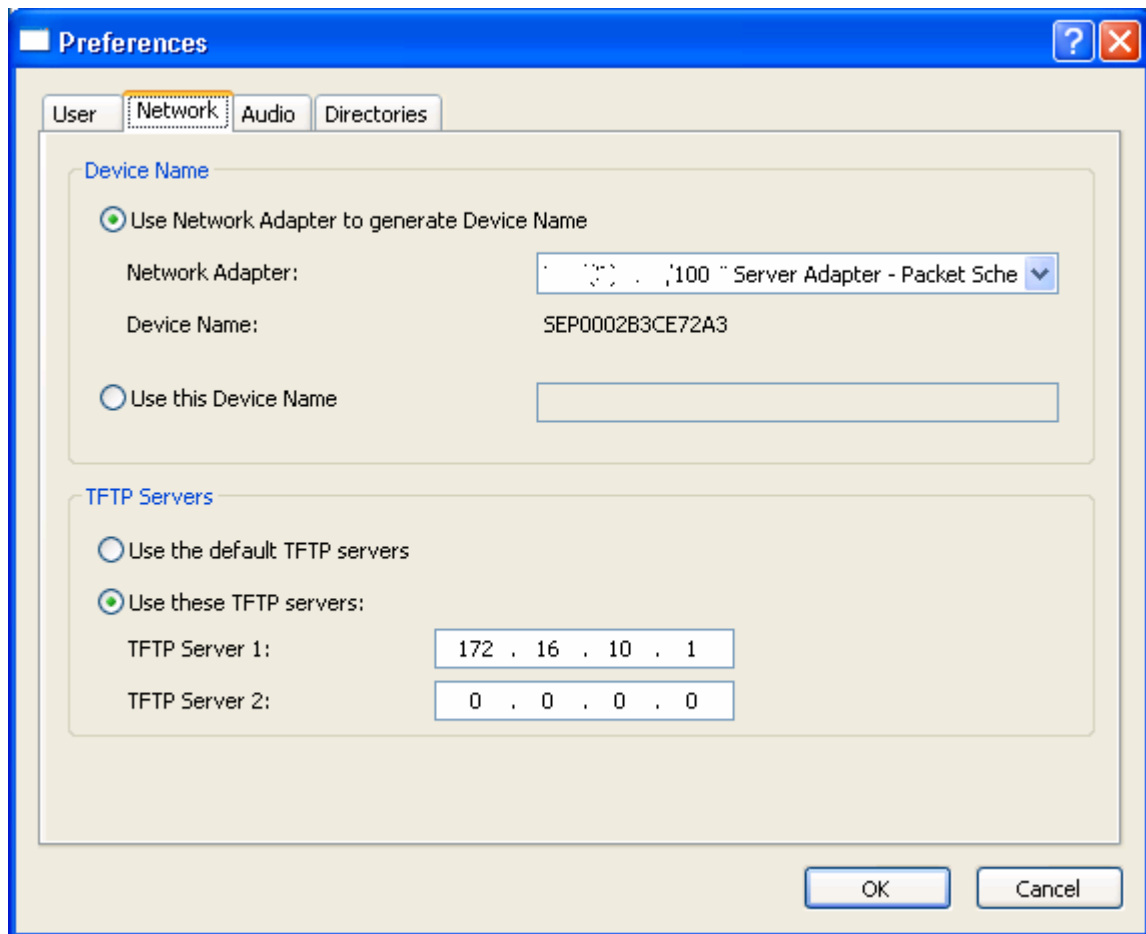 Preferences
User Network Audio Directories
Device Name
Use Network Adapter to generate Device Name
Network Adapter: 100 Server Adapter - Packet Sche
Device Name: SEP0002B3CE72A3
Use this Device Name
TFTP Servers
Use the default TFTP servers
Use these TFTP servers:
TFTP Server 1: 172 . 16 . 10 . 1
TFTP Server 2: 0 . 0 . 0 . 0
OK Cancel